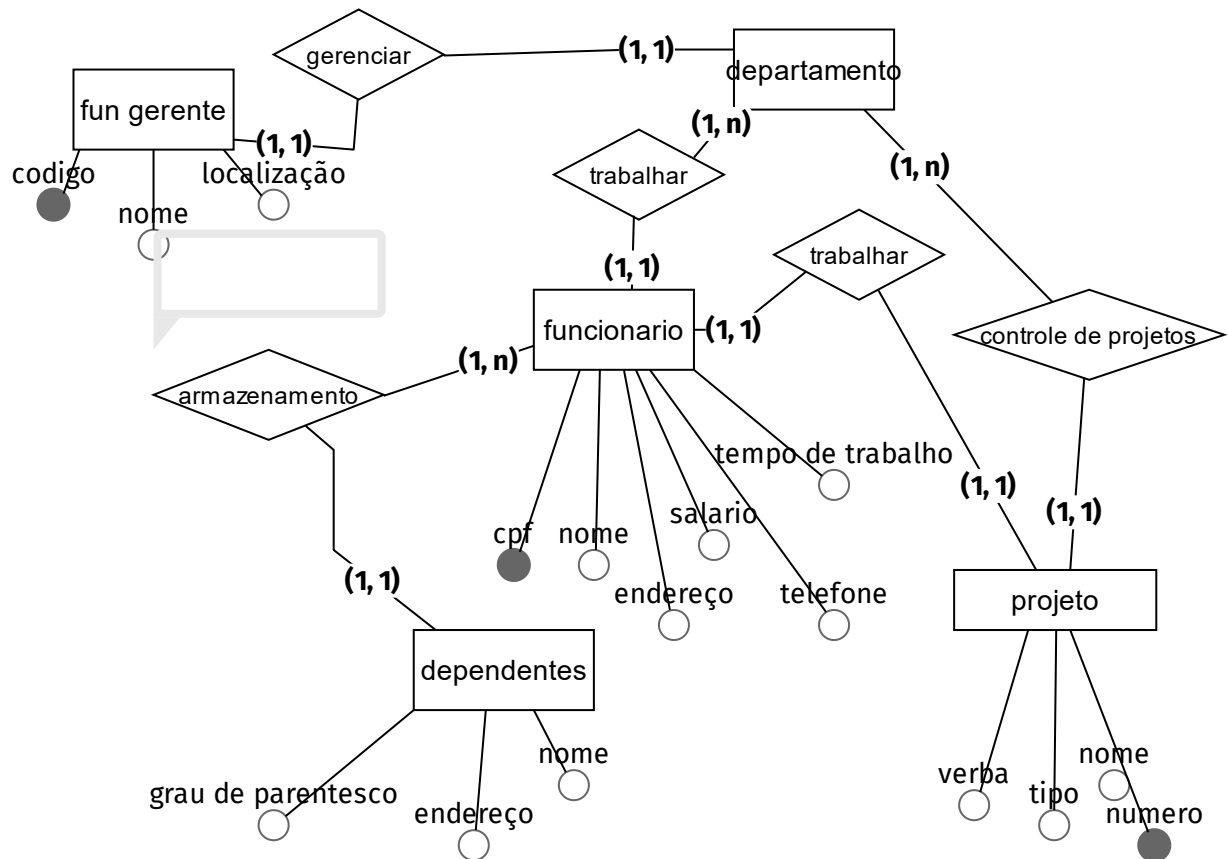 gerenciar
(1, 1)
departamento
fun gerente
(1, 1)
(1, n)
codigo
localização
nome
trabalhar
(1, n)
trabalhar
(1, 1)
funcionario
(1, 1)
controle de projetos
(1, n)
armazenamento
tempo de trabalho
(1, 1)
salario
(1, 1)
cpf
nome
(1, 1)
endereço
telefone
projeto
dependentes
nome
nome
verba
grau de parentesco
tipo
endereço
numero